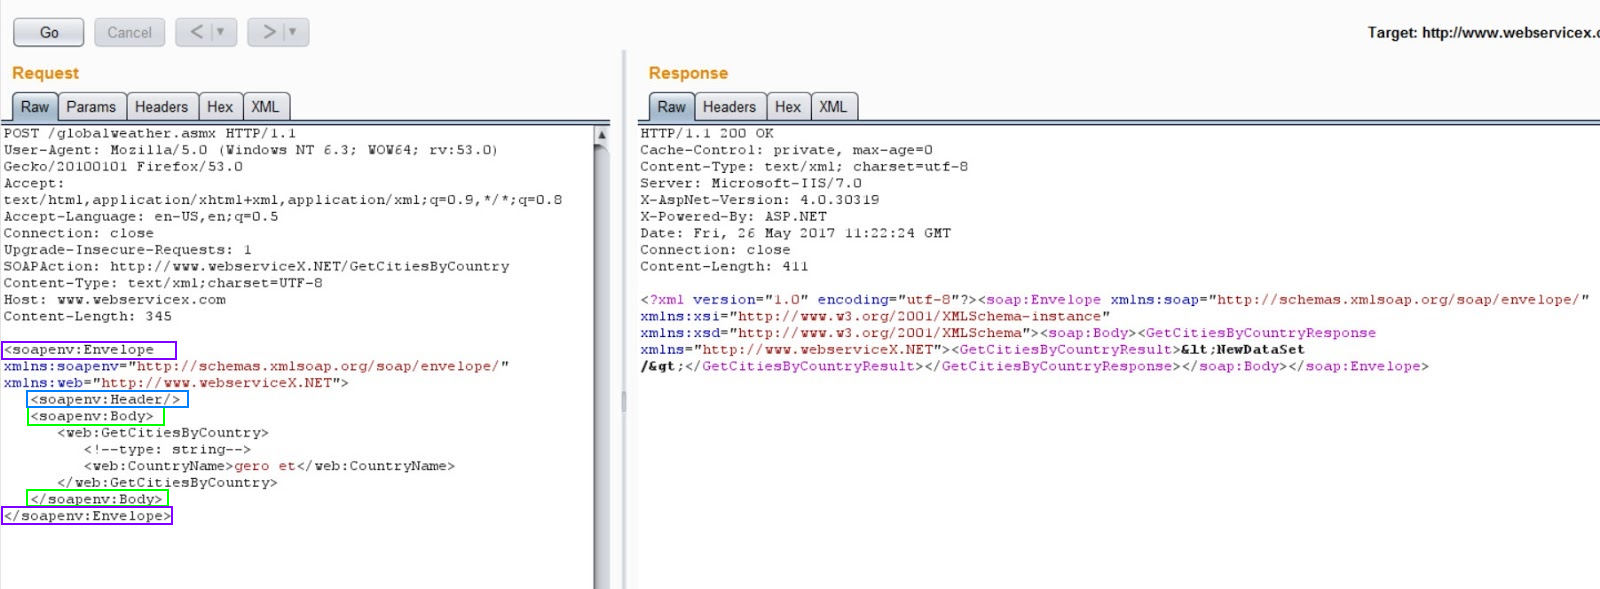 Go Cancel < ▼ > ▼
Target: http://www.webservicex.c
Request
Raw Params Headers Hex XML
POST /globalweather.asmx HTTP/1.1
User-Agent: Mozilla/5.0 (Windows NT 6.3; WOW64; rv:53.0)
Gecko/20100101 Firefox/53.0
Accept:
text/html,application/xhtml+xml,application/xml;q=0.9,*/*;q=0.8
Accept-Language: en-US,en;q=0.5
Connection: close
Upgrade-Insecure-Requests: 1
SOAPAction: http://www.webserviceX.NET/GetCitiesByCountry
Content-Type: text/xml;charset=UTF-8
Host: www.webservicex.com
Content-Length: 345
<soapenv:Envelope
xmlns:soapenv="http://schemas.xmlsoap.org/soap/envelope/"
xmlns:web="http://www.webserviceX.NET">
<soapenv:Header/>
<soapenv:Body>
<web:GetCitiesByCountry>
<!--type: string-->
<web:CountryName>gero et</web:CountryName>
</web:GetCitiesByCountry>
</soapenv:Body>
</soapenv:Envelope>
Response
Raw Headers Hex XML
HTTP/1.1 200 OK
Cache-Control: private, max-age=0
Content-Type: text/xml; charset=utf-8
Server: Microsoft-IIS/7.0
X-AspNet-Version: 4.0.30319
X-Powered-By: ASP.NET
Date: Fri, 26 May 2017 11:22:24 GMT
Connection: close
Content-Length: 411
<?xml version="1.0" encoding="utf-8"?><soap:Envelope xmlns:soap="http://schemas.xmlsoap.org/soap/envelope/"
xmlns:xsi="http://www.w3.org/2001/XMLSchema-instance"
xmlns:xsd="http://www.w3.org/2001/XMLSchema"><soap:Body><GetCitiesByCountryResponse
xmlns="http://www.webserviceX.NET"><GetCitiesByCountryResult>&lt;NewDataSet
/&gt;</GetCitiesByCountryResult></GetCitiesByCountryResponse></soap:Body></soap:Envelope>